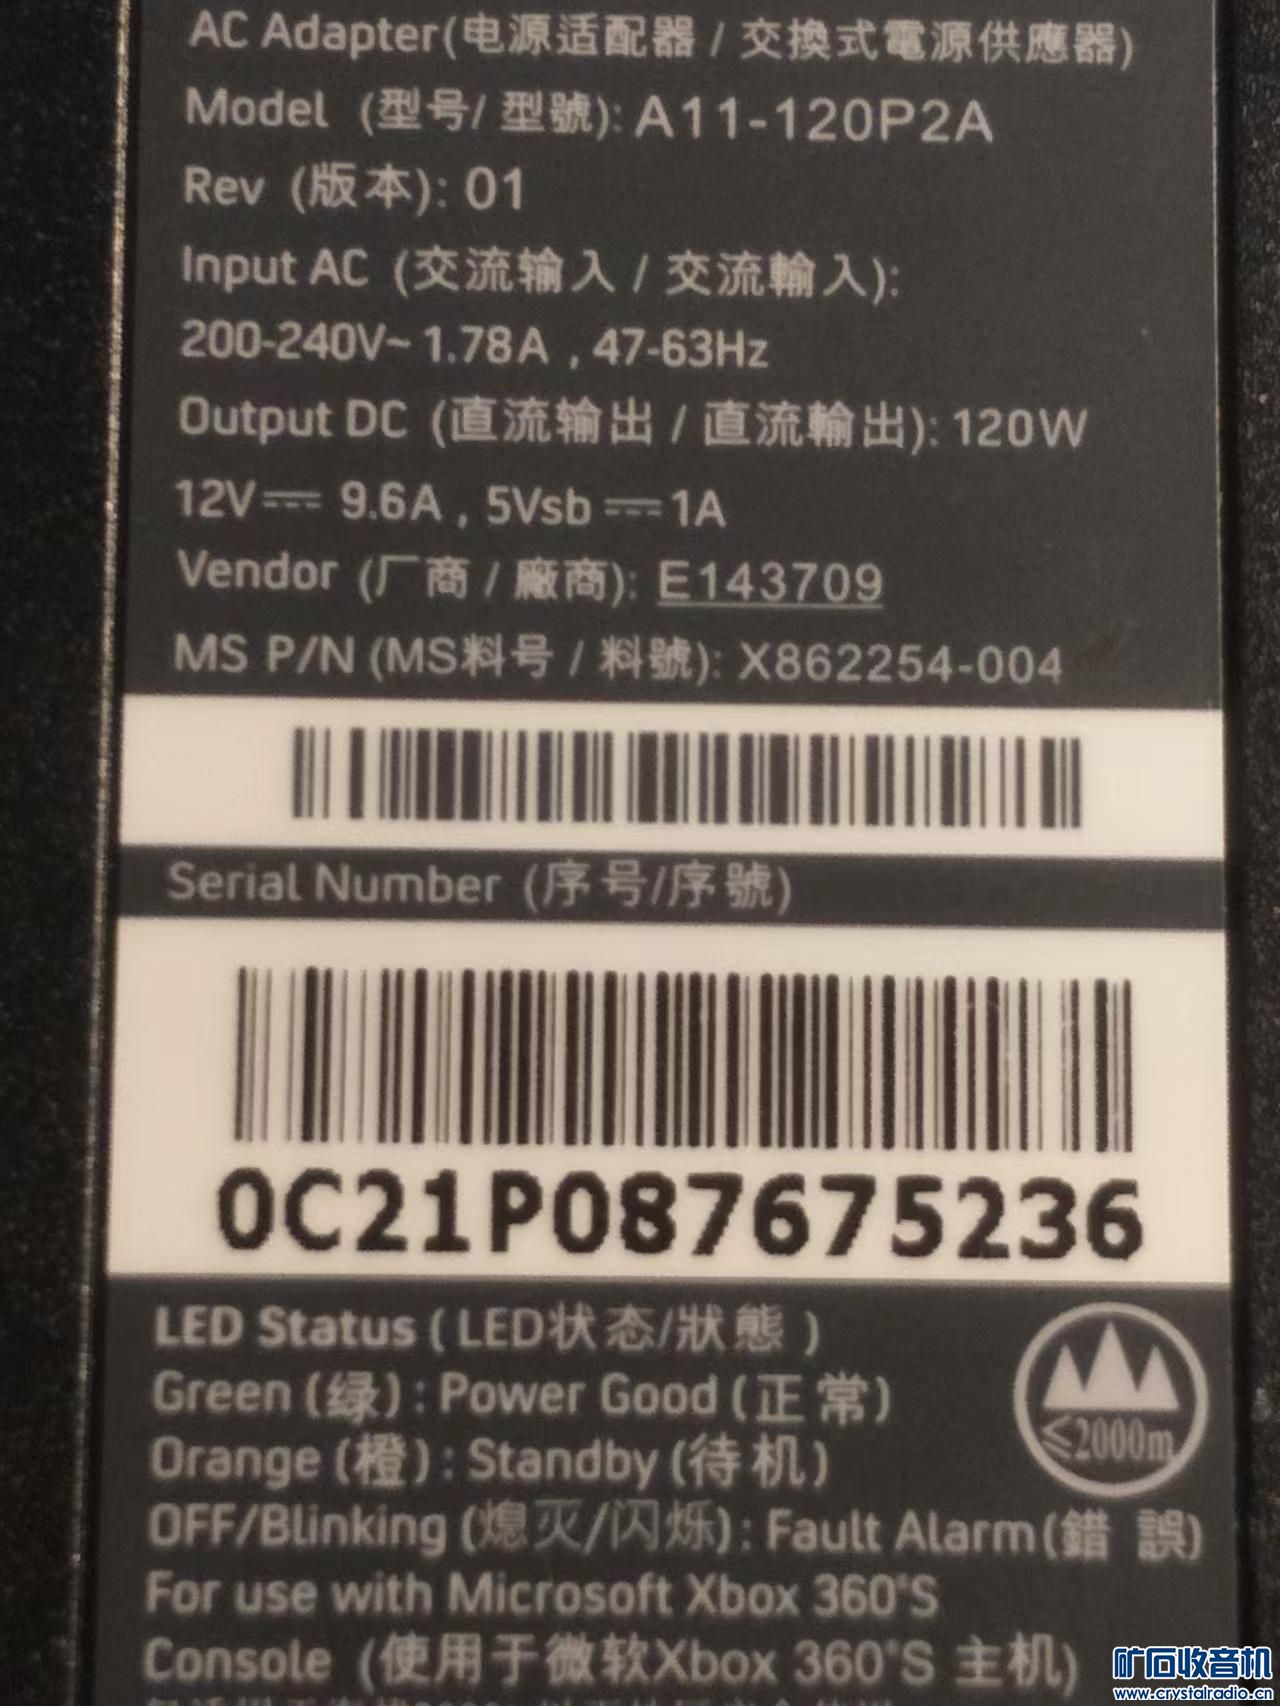 AC Adapter(电源适配器 / 交換式電源供應器)
Model (型号/ 型號): A11-120P2A
Rev (版本): 01
Input AC (交流输入 / 交流輸入):
200-240V~ 1.78A , 47-63Hz
Output DC (直流输出 / 直流輸出): 120W
12V⎓ 9.6A , 5Vsb ⎓1A
Vendor (厂商 / 廠商): E143709
MS P/N (MS料号 / 料號): X862254-004
Serial Number (序号/序號)
0C21P087675236
LED Status ( LED状态/狀態 )
Green (绿) : Power Good (正常)
Orange (橙) : Standby (待机)
OFF/Blinking (熄灭/闪烁) : Fault Alarm (錯 誤)
≤2000m
For use with Microsoft Xbox 360°S
Console (使用于微软Xbox 360°S 主机)
矿石收音机
www.crystalradio.cn